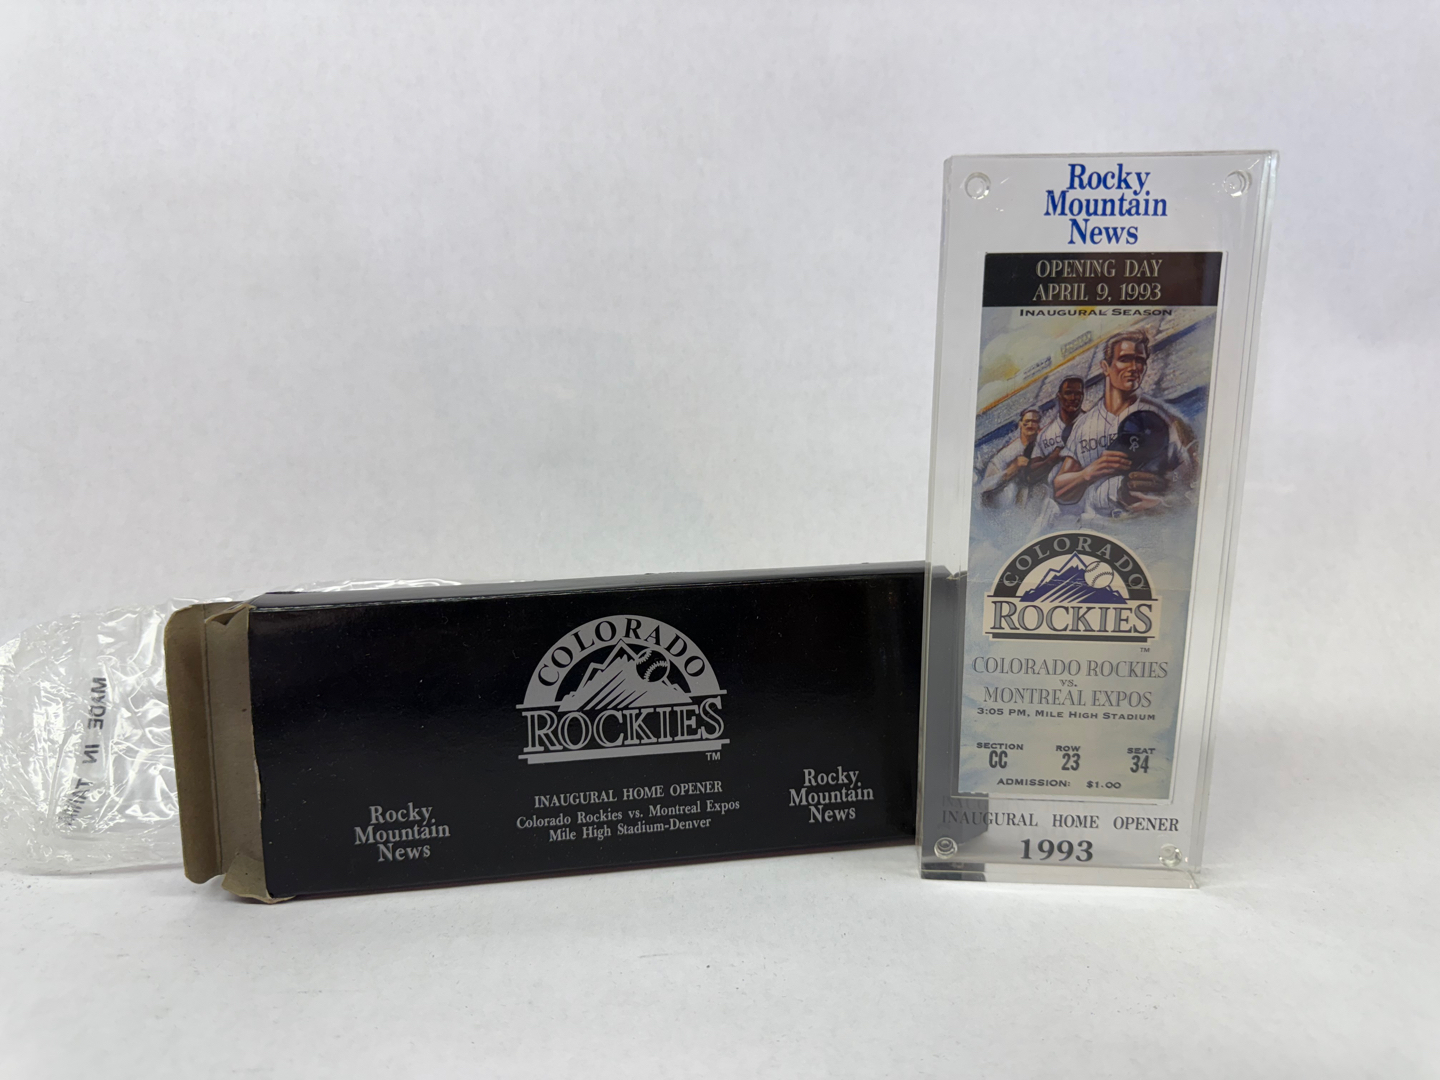 MADE IN TAIWAN
COLORADO
ROCKIES
TM
INAUGURAL HOME OPENER
Colorado Rockies vs. Montreal Expos
Mile High Stadium-Denver
Rocky
Mountain
News
Rocky
Mountain
News
Rocky
Mountain
News
OPENING DAY
APRIL 9, 1993
INAUGURAL SEASON
ROCK
COLORADO
ROCKIES
TM
COLORADO ROCKIES
VS.
MONTREAL EXPOS
3:05 PM, MILE HIGH STADIUM
SECTION ROW SEAT
CC 23 34
ADMISSION: $1.00
INAUGURAL HOME OPENER
1993